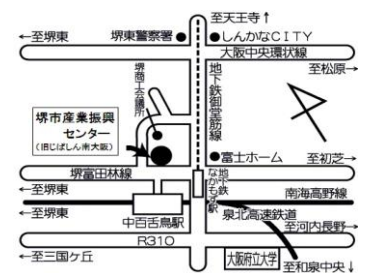 至天王寺↑
←至堺東
堺東警察署
しんかなCITY
大阪中央環状線
至松原→
堺商工会議所
地下鉄御堂筋線
堺市産業振興
センター
(旧じばしん南大阪)
富士ホーム
至初芝→
堺富田林線
地下鉄
なかもず駅
←至堺東
南海高野線
←至堺東
中百舌鳥駅
泉北高速鉄道
至河内長野→
R310
←至三国ヶ丘
大阪府立大学
至和泉中央↓